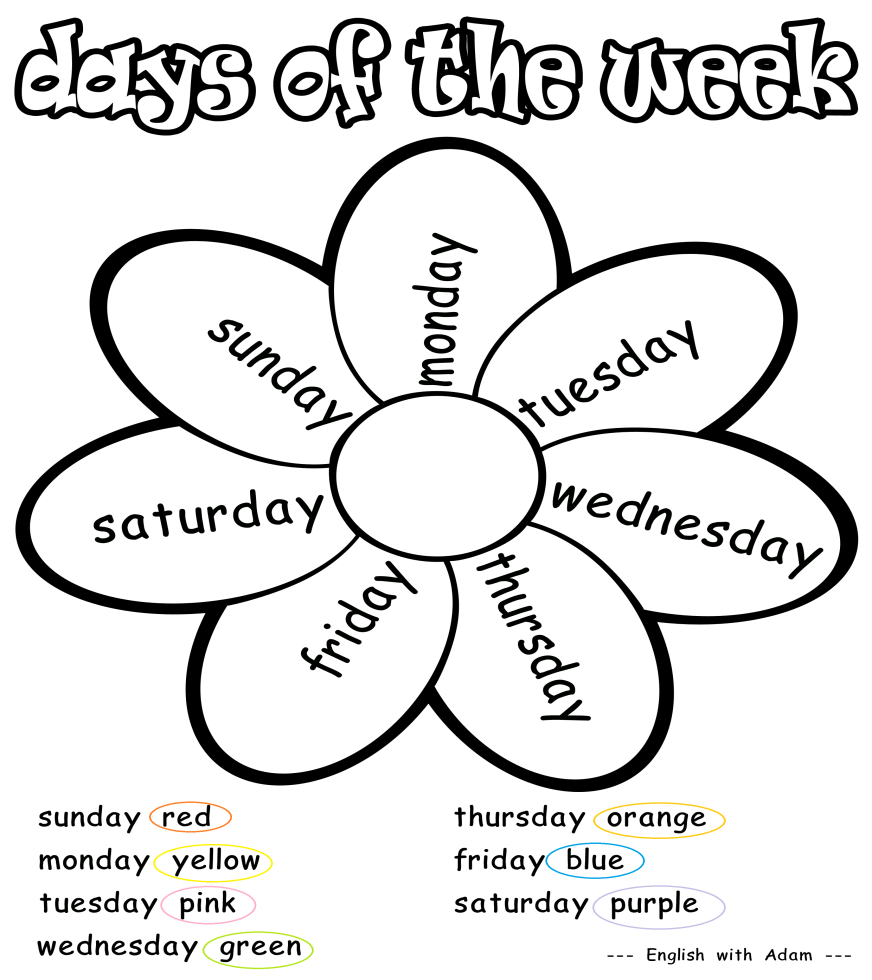 days of the week
monday
tuesday
wednesday
thursday
friday
saturday
sunday
sunday red
monday yellow
tuesday pink
wednesday green
thursday orange
friday blue
saturday purple
--- English with Adam ---